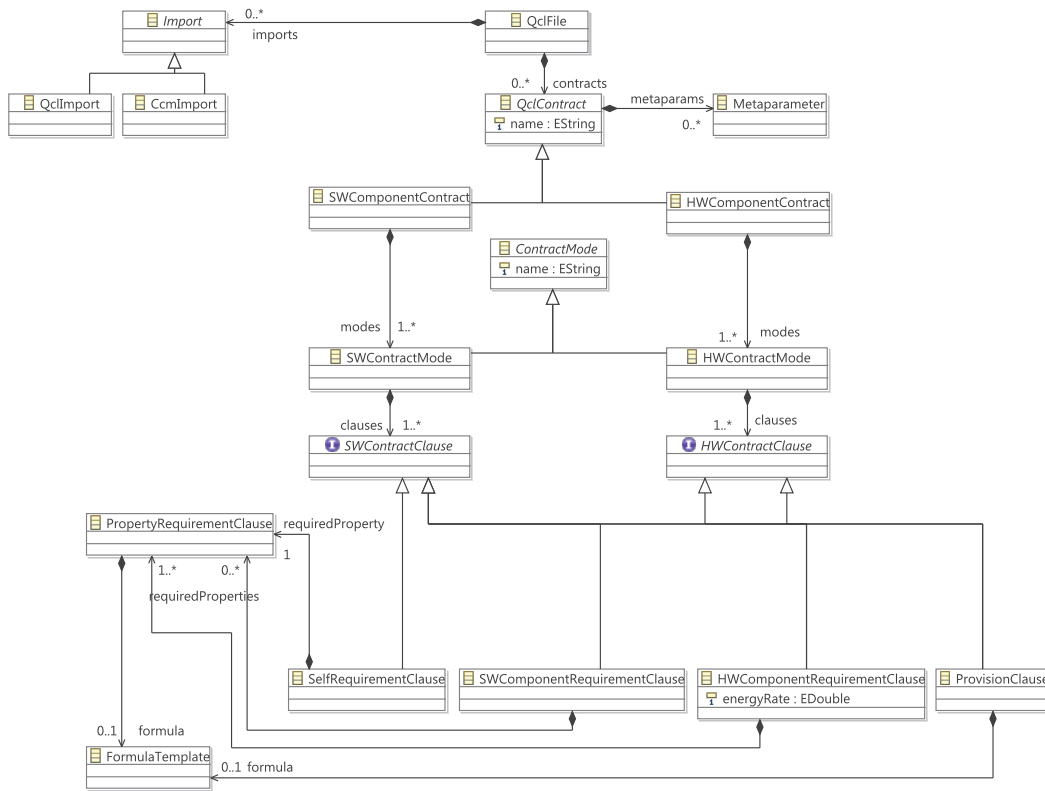 Import
0..*
imports
QclFile
0..*
contracts
QclImport
CcmImport
QclContract
name : EString
metaparams
0..*
Metaparameter
SWComponentContract
HWComponentContract
ContractMode
name : EString
modes
1..*
1..*
modes
SWContractMode
HWContractMode
clauses
1..*
1..*
clauses
SWContractClause
HWContractClause
PropertyRequirementClause
requiredProperty
1
1..*
0..*
requiredProperties
SelfRequirementClause
SWComponentRequirementClause
HWComponentRequirementClause
energyRate : EDouble
ProvisionClause
0..1
formula
FormulaTemplate
0..1 formula